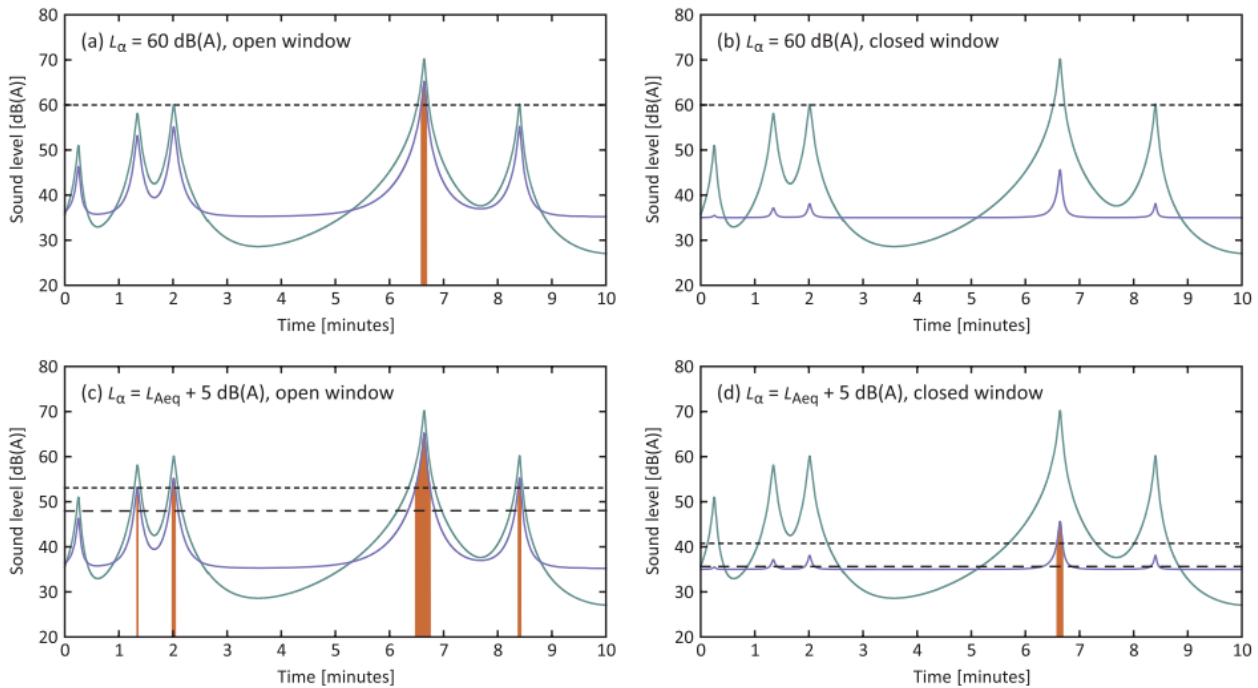 (a) Lα = 60 dB(A), open window
Sound level [dB(A)]
80
70
60
50
40
30
20
0 1 2 3 4 5 6 7 8 9 10
Time [minutes]
(b) Lα = 60 dB(A), closed window
Sound level [dB(A)]
80
70
60
50
40
30
20
0 1 2 3 4 5 6 7 8 9 10
Time [minutes]
(c) Lα = LAeq + 5 dB(A), open window
Sound level [dB(A)]
80
70
60
50
40
30
20
0 1 2 3 4 5 6 7 8 9 10
Time [minutes]
(d) Lα = LAeq + 5 dB(A), closed window
Sound level [dB(A)]
80
70
60
50
40
30
20
0 1 2 3 4 5 6 7 8 9 10
Time [minutes]